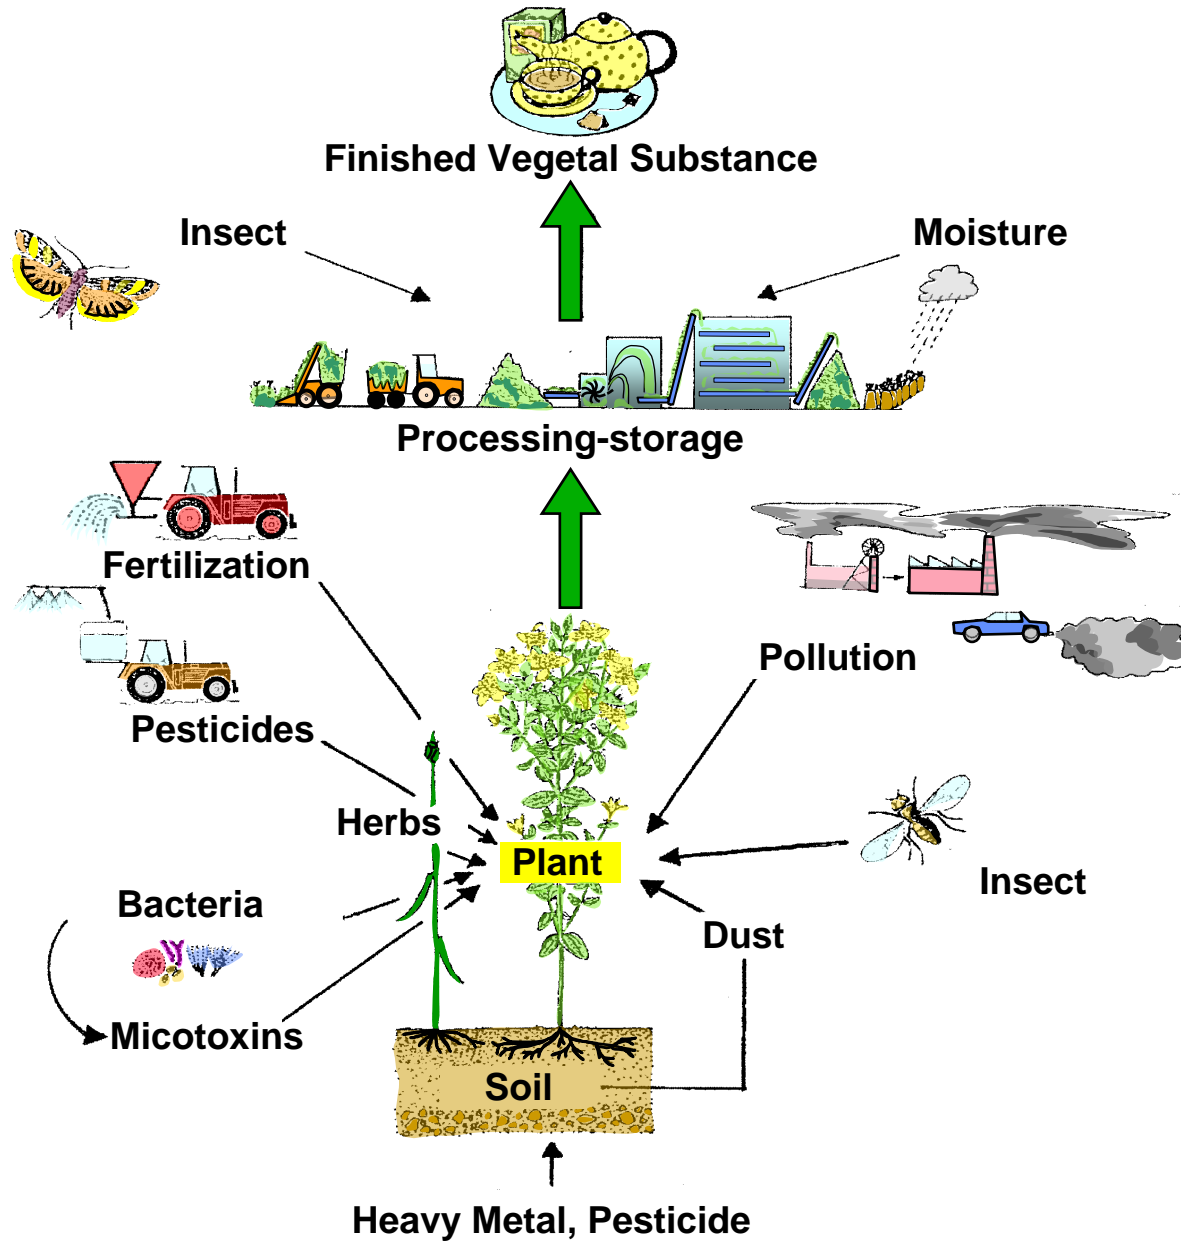 Finished Vegetal Substance
Insect
Moisture
Processing-storage
Fertilization
Pollution
Pesticides
Herbs
Plant
Insect
Bacteria
Dust
Micotoxins
Soil
Heavy Metal, Pesticide